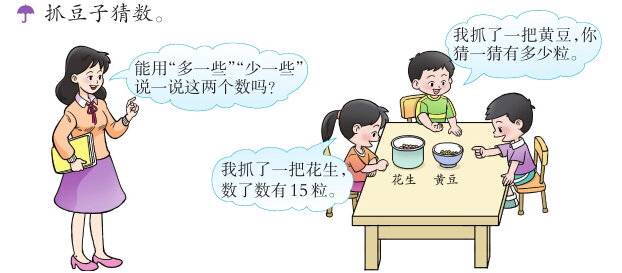 抓豆子猜数。
能用“多一些”“少一些”
说一说这两个数吗?
我抓了一把黄豆,你
猜一猜有多少粒。
我抓了一把花生,
数了数有15粒。
花生 黄豆